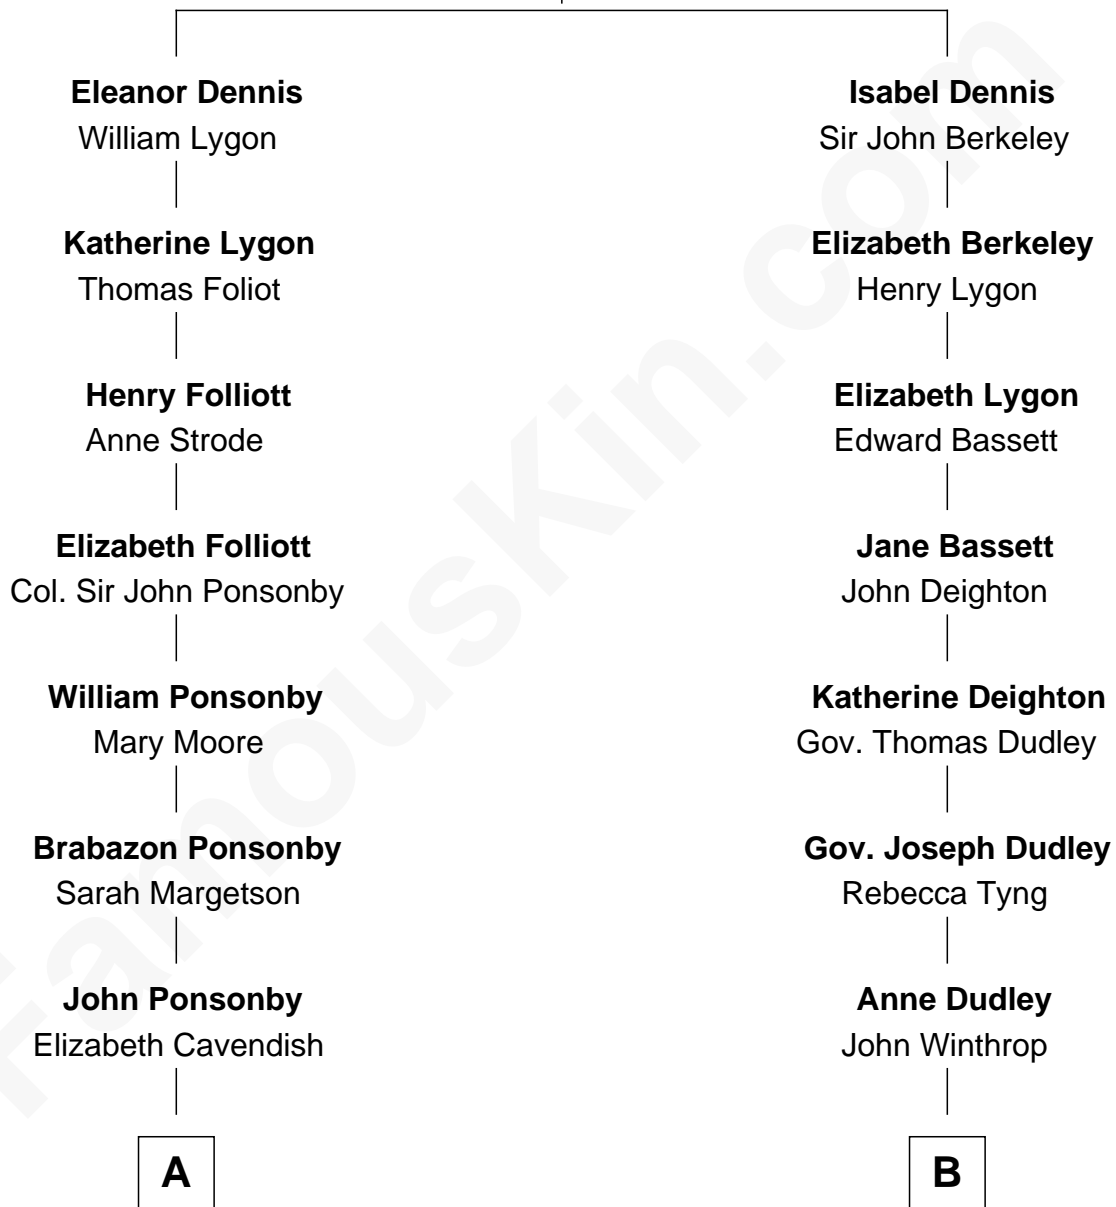 Eleanor Dennis
William Lygon
Katherine Lygon
Thomas Foliot
Henry Folliott
Anne Strode
Elizabeth Folliott
Col. Sir John Ponsonby
William Ponsonby
Mary Moore
Brabazon Ponsonby
Sarah Margetson
John Ponsonby
Elizabeth Cavendish
A
Isabel Dennis
Sir John Berkeley
Elizabeth Berkeley
Henry Lygon
Elizabeth Lygon
Edward Bassett
Jane Bassett
John Deighton
Katherine Deighton
Gov. Thomas Dudley
Gov. Joseph Dudley
Rebecca Tyng
Anne Dudley
John Winthrop
B
FamousKin.com